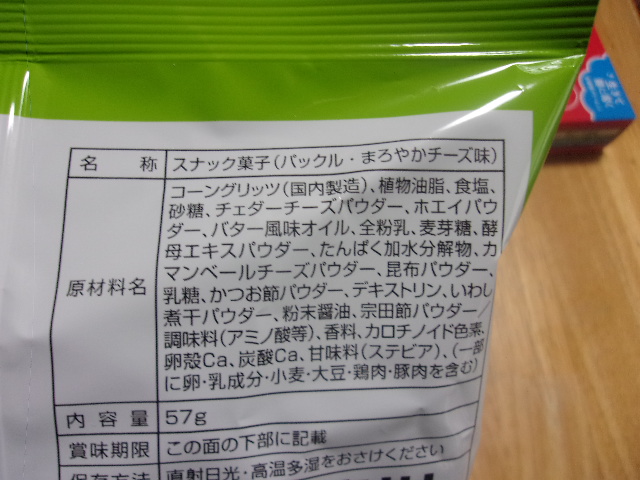 名 称 スナック菓子(パックル・まろやかチーズ味)
原材料名
コーングリッツ(国内製造)、植物油脂、食塩、
砂糖、チェダーチーズパウダー、ホエイパウ
ダー、バター風味オイル、全粉乳、麦芽糖、酵
母エキスパウダー、たんぱく加水分解物、カ
マンベールチーズパウダー、昆布パウダー、
乳糖、かつお節パウダー、デキストリン、いわし
煮干パウダー、粉末醤油、宗田節パウダー/
調味料(アミノ酸等)、香料、カロチノイド色素、
卵殻Ca、炭酸Ca、甘味料(ステビア)、(一部
に卵・乳成分・小麦・大豆・鶏肉・豚肉を含む)
内容量 57g
賞味期限 この面の下部に記載
保存方法 直射日光・高温多湿をおさけください